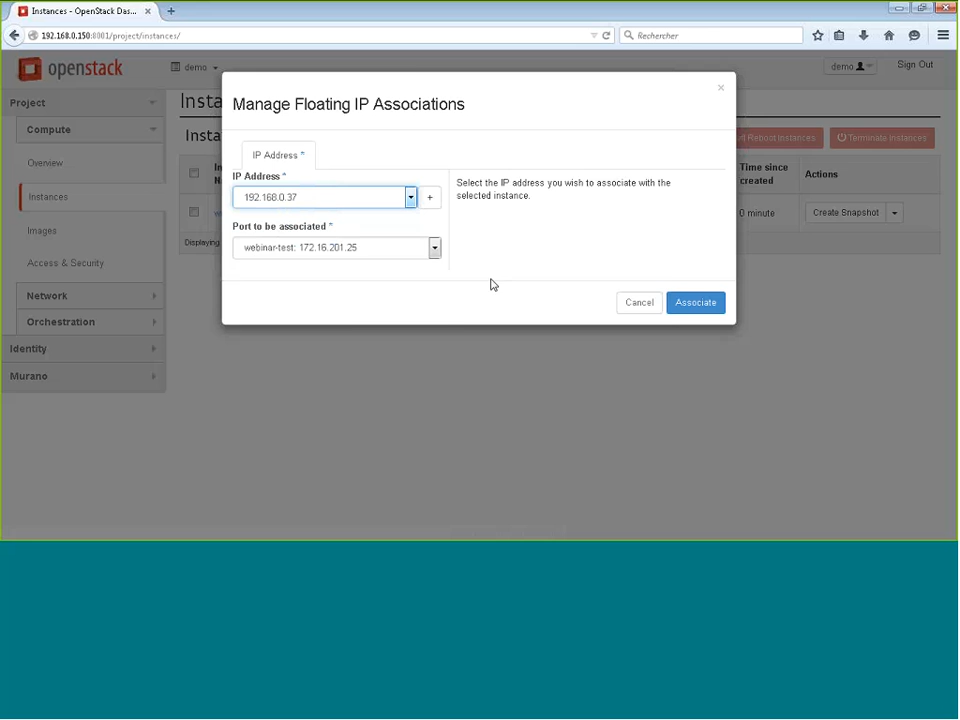 Instances - OpenStack Das...
192.168.0.150:8001/project/instances/
Rechercher
openstack
demo
demo
Sign Out
Project
Compute
Overview
Instances
Images
Access & Security
Network
Orchestration
Identity
Murano
Manage Floating IP Associations
IP Address *
IP Address *
192.168.0.37
+
Port to be associated *
webinar-test: 172.16.201.25
Select the IP address you wish to associate with the
selected instance.
Cancel
Associate
Reboot Instances
Terminate Instances
Time since
created
Actions
0 minute
Create Snapshot
Displaying